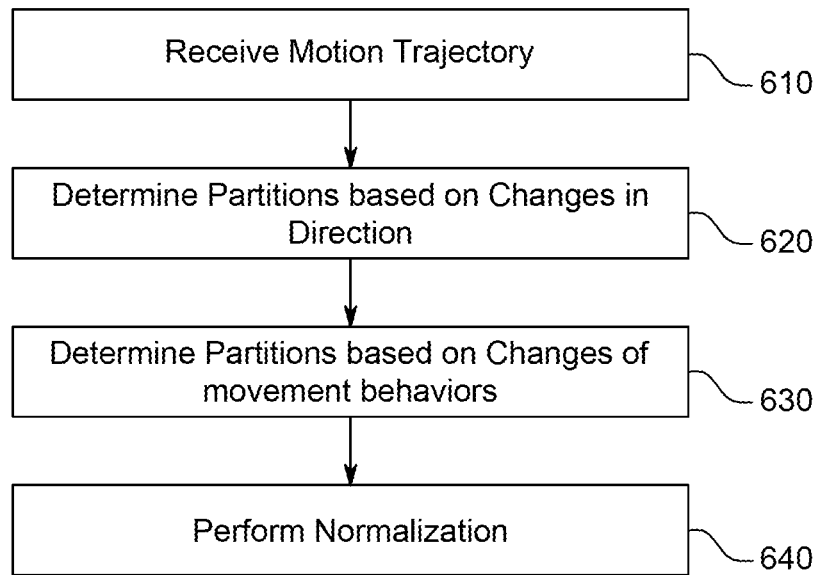 Receive Motion Trajectory
610
Determine Partitions based on Changes in
Direction
620
Determine Partitions based on Changes of
movement behaviors
630
Perform Normalization
640